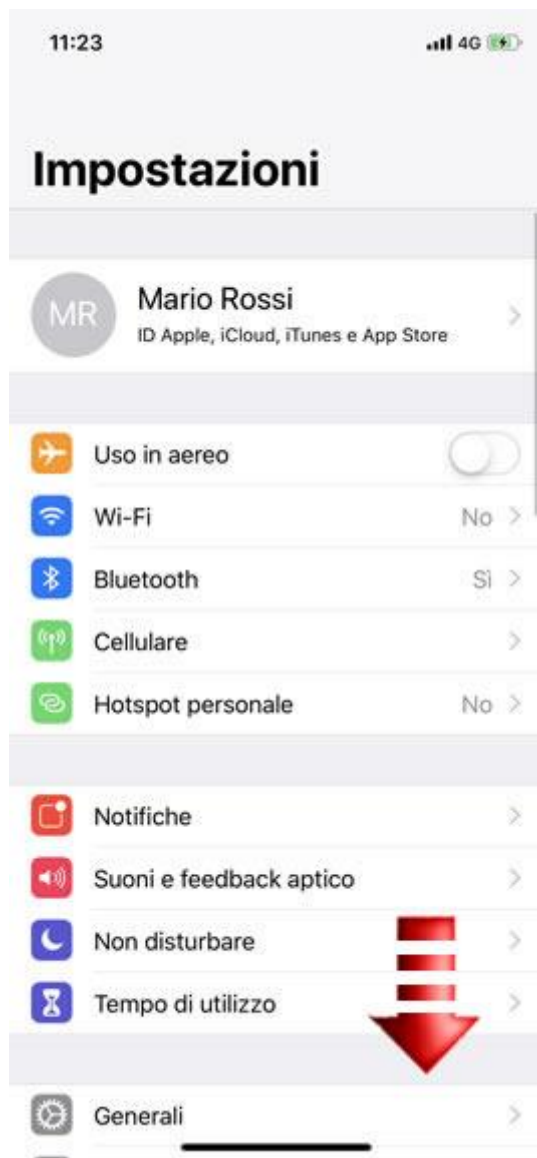 11:23
4G
Impostazioni
MR
Mario Rossi
ID Apple, iCloud, iTunes e App Store
Uso in aereo
Wi-Fi No
Bluetooth Sì
Cellulare
Hotspot personale No
Notifiche
Suoni e feedback aptico
Non disturbare
Tempo di utilizzo
Generali